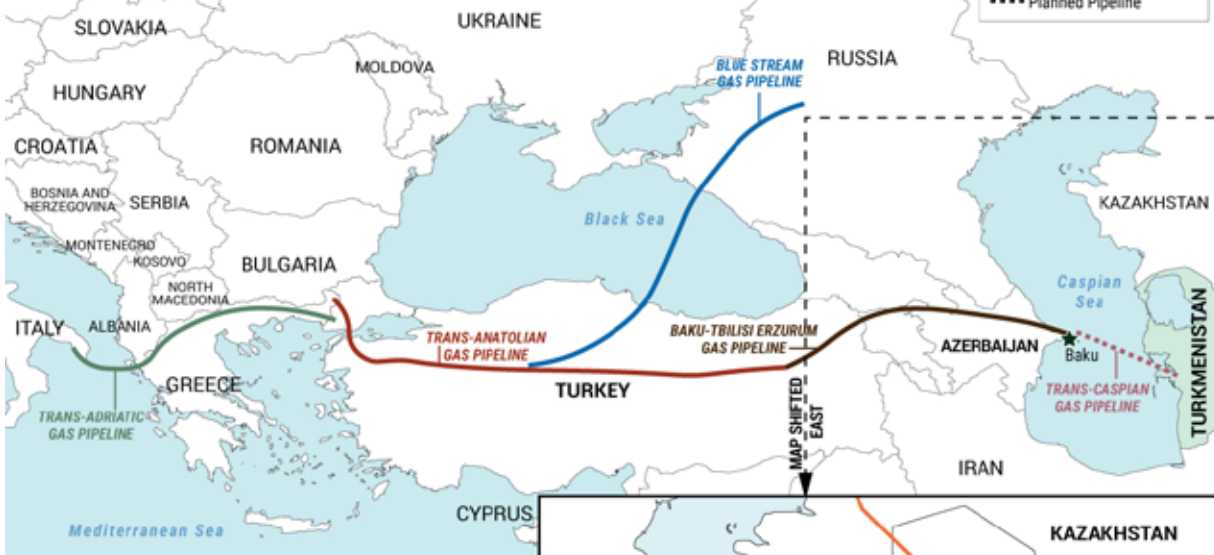 Planned Pipeline
UKRAINE
SLOVAKIA
MOLDOVA
BLUE STREAM
GAS PIPELINE
RUSSIA
HUNGARY
CROATIA
ROMANIA
BOSNIA AND
HERZEGOVINA
SERBIA
KAZAKHSTAN
Black Sea
MONTENEGRO
KOSOVO
BULGARIA
NORTH
MACEDONIA
Caspian
Sea
ITALY
ALBANIA
TRANS-ANATOLIAN
GAS PIPELINE
BAKU-TBILISI ERZURUM
GAS PIPELINE
AZERBAIJAN
Baku
TURKMENISTAN
GREECE
TURKEY
TRANS-CASPIAN
GAS PIPELINE
TRANS-ADRIATIC
GAS PIPELINE
MAP SHIFTED
EAST
IRAN
CYPRUS
Mediterranean Sea
KAZAKHSTAN